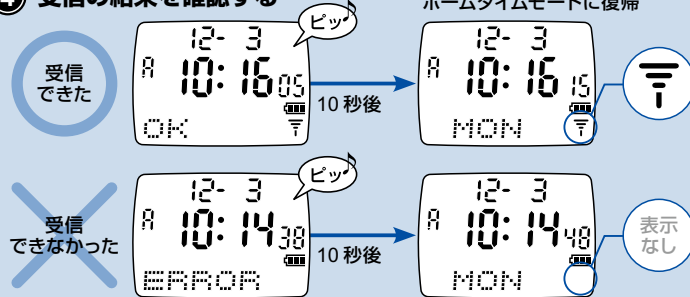 ④ 受信の結果を確認する
ホームタイムモードに復帰
受信
できた
12- 3
A 10:16 05
OK
ピッ♪
10 秒後
12- 3
A 10:16 15
MON
受信
できなかった
12- 3
A 10:14 38
ERROR
ピッ♪
10 秒後
12- 3
A 10:14 48
MON
表示
なし